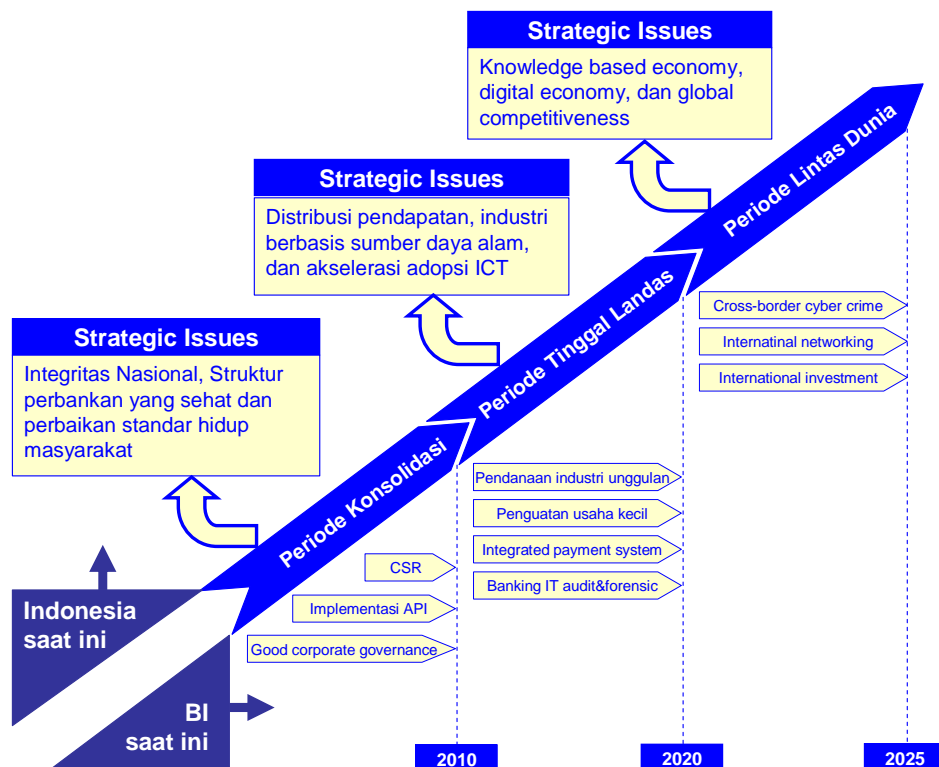 Strategic Issues
Knowledge based economy,
digital economy, dan global
competitiveness
Periode Lintas Dunia
Strategic Issues
Distribusi pendapatan, industri
berbasis sumber daya alam,
dan akselerasi adopsi ICT
Periode Tinggal Landas
Cross-border cyber crime
Internatinal networking
International investment
Strategic Issues
Integritas Nasional, Struktur
perbankan yang sehat dan
perbaikan standar hidup
masyarakat
Periode Konsolidasi
Pendanaan industri unggulan
Penguatan usaha kecil
Integrated payment system
Banking IT audit&forensic
CSR
Implementasi API
Good corporate governance
Indonesia
saat ini
BI
saat ini
2010
2020
2025